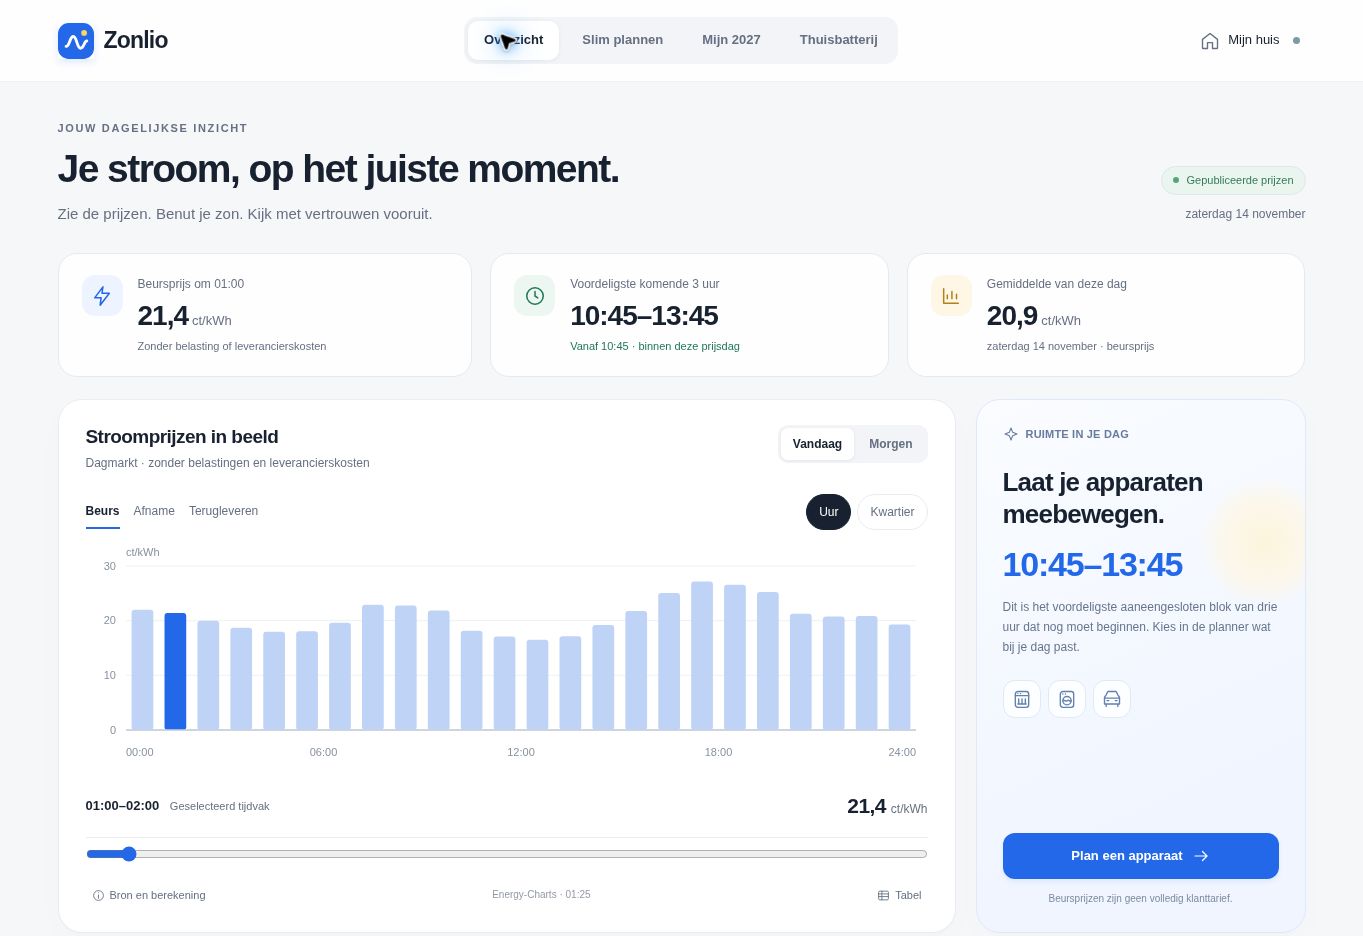 Zonlio
Overzicht
Slim plannen
Mijn 2027
Thuisbatterij
Mijn huis
JOUW DAGELIJKSE INZICHT
Je stroom, op het juiste moment.
Zie de prijzen. Benut je zon. Kijk met vertrouwen vooruit.
Gepubliceerde prijzen
zaterdag 14 november
Beursprijs om 01:00
21,4 ct/kWh
Zonder belasting of leverancierskosten
Voordeligste komende 3 uur
10:45–13:45
Vanaf 10:45 · binnen deze prijsdag
Gemiddelde van deze dag
20,9 ct/kWh
zaterdag 14 november · beursprijs
Stroomprijzen in beeld
Dagmarkt · zonder belastingen en leverancierskosten
Vandaag
Morgen
Beurs
Afname
Terugleveren
Uur
Kwartier
ct/kWh
30
20
10
0
00:00
06:00
12:00
18:00
24:00
01:00–02:00 Geselecteerd tijdvak
21,4 ct/kWh
Bron en berekening
Energy-Charts · 01:25
Tabel
RUIMTE IN JE DAG
Laat je apparaten
meebewegen.
10:45–13:45
Dit is het voordeligste aaneengesloten blok van drie
uur dat nog moet beginnen. Kies in de planner wat
bij je dag past.
Plan een apparaat
Beursprijzen zijn geen volledig klanttarief.